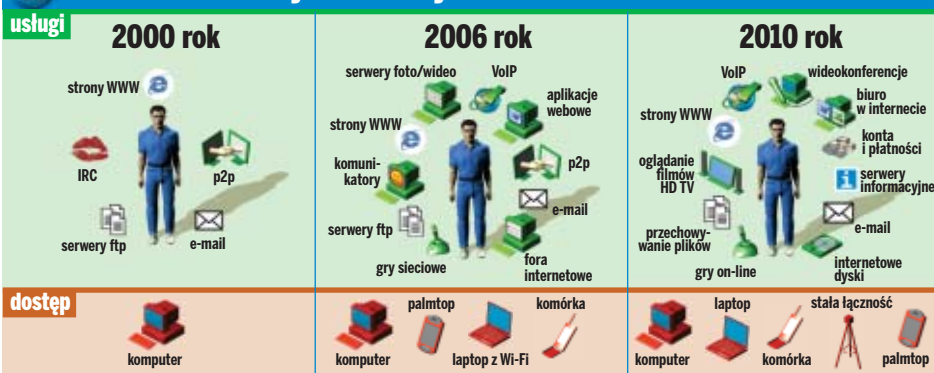 usługi
2000 rok
strony WWW
IRC
p2p
serwery ftp
e-mail
2006 rok
serwery foto/wideo
VoIP
aplikacje
webowe
strony WWW
komuni-
katory
p2p
e-mail
serwery ftp
gry sieciowe
fora
internetowe
2010 rok
VoIP
wideokonferencje
biuro
w internecie
strony WWW
konta
i płatności
oglądanie
filmów
HD TV
serwery
informacyjne
e-mail
przechowy-
wanie plików
gry on-line
internetowe
dyski
dostęp
komputer
palmtop
komórka
komputer
laptop z Wi-Fi
laptop
stała łączność
komputer
komórka
palmtop